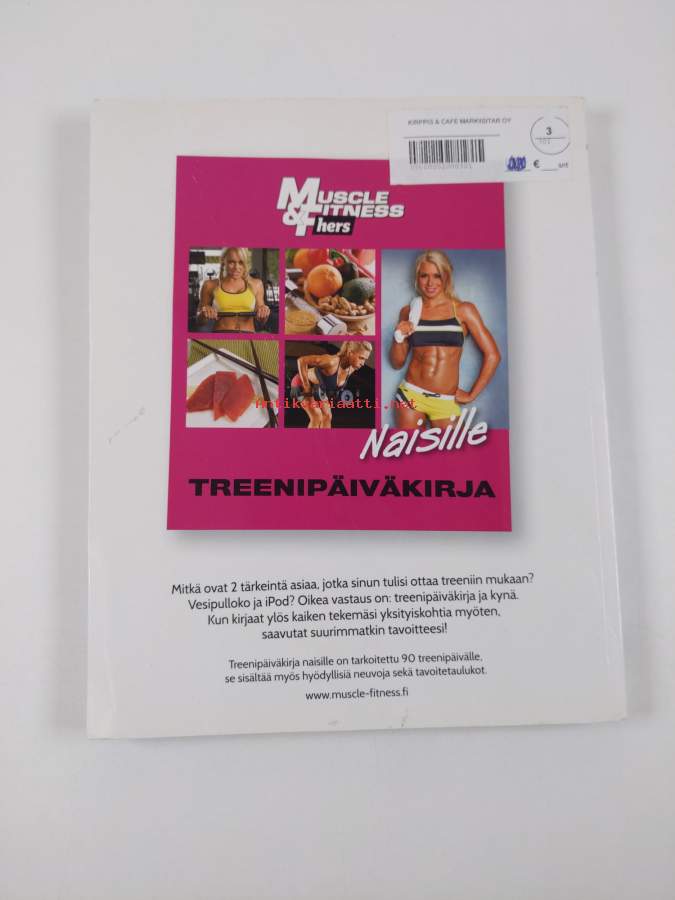 KIRPPIS & CAFE MARKISITAR OY
3
€
MUSCLE
& FITNESS
hers
Antikvariaatti.net
Naisille
TREENIPÄIVÄKIRJA
Mitkä ovat 2 tärkeintä asiaa, jotka sinun tulisi ottaa treeniin mukaan?
Vesipulloko ja iPod? Oikea vastaus on: treenipäiväkirja ja kynä.
Kun kirjaat ylös kaiken tekemäsi yksityiskohtia myöten,
saavutat suurimmatkin tavoitteesi!
Treenipäiväkirja naisille on tarkoitettu 90 treenipäivälle,
se sisältää myös hyödyllisiä neuvoja sekä tavoitetaulukot.
www.muscle-fitness.fi